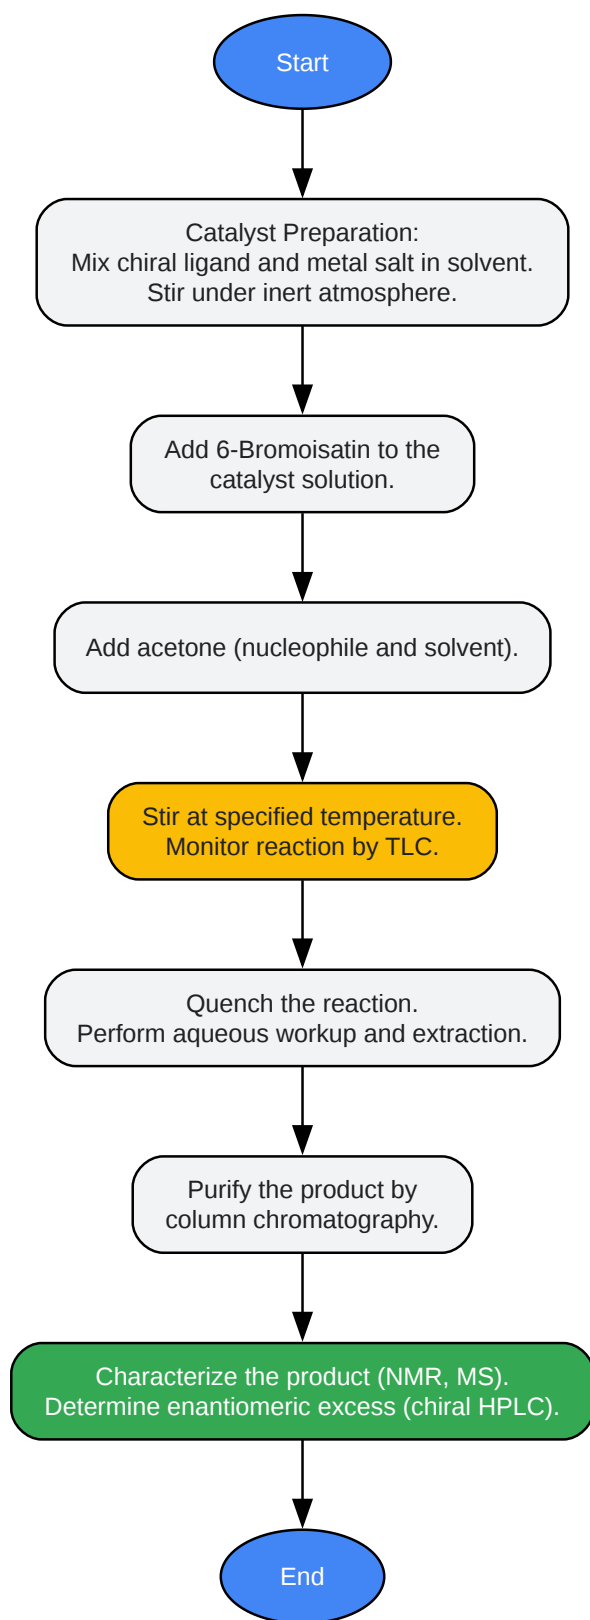 Start
Catalyst Preparation:
Mix chiral ligand and metal salt in solvent.
Stir under inert atmosphere.
Add 6-Bromoisatin to the
catalyst solution.
Add acetone (nucleophile and solvent).
Stir at specified temperature.
Monitor reaction by TLC.
Quench the reaction.
Perform aqueous workup and extraction.
Purify the product by
column chromatography.
Characterize the product (NMR, MS).
Determine enantiomeric excess (chiral HPLC).
End